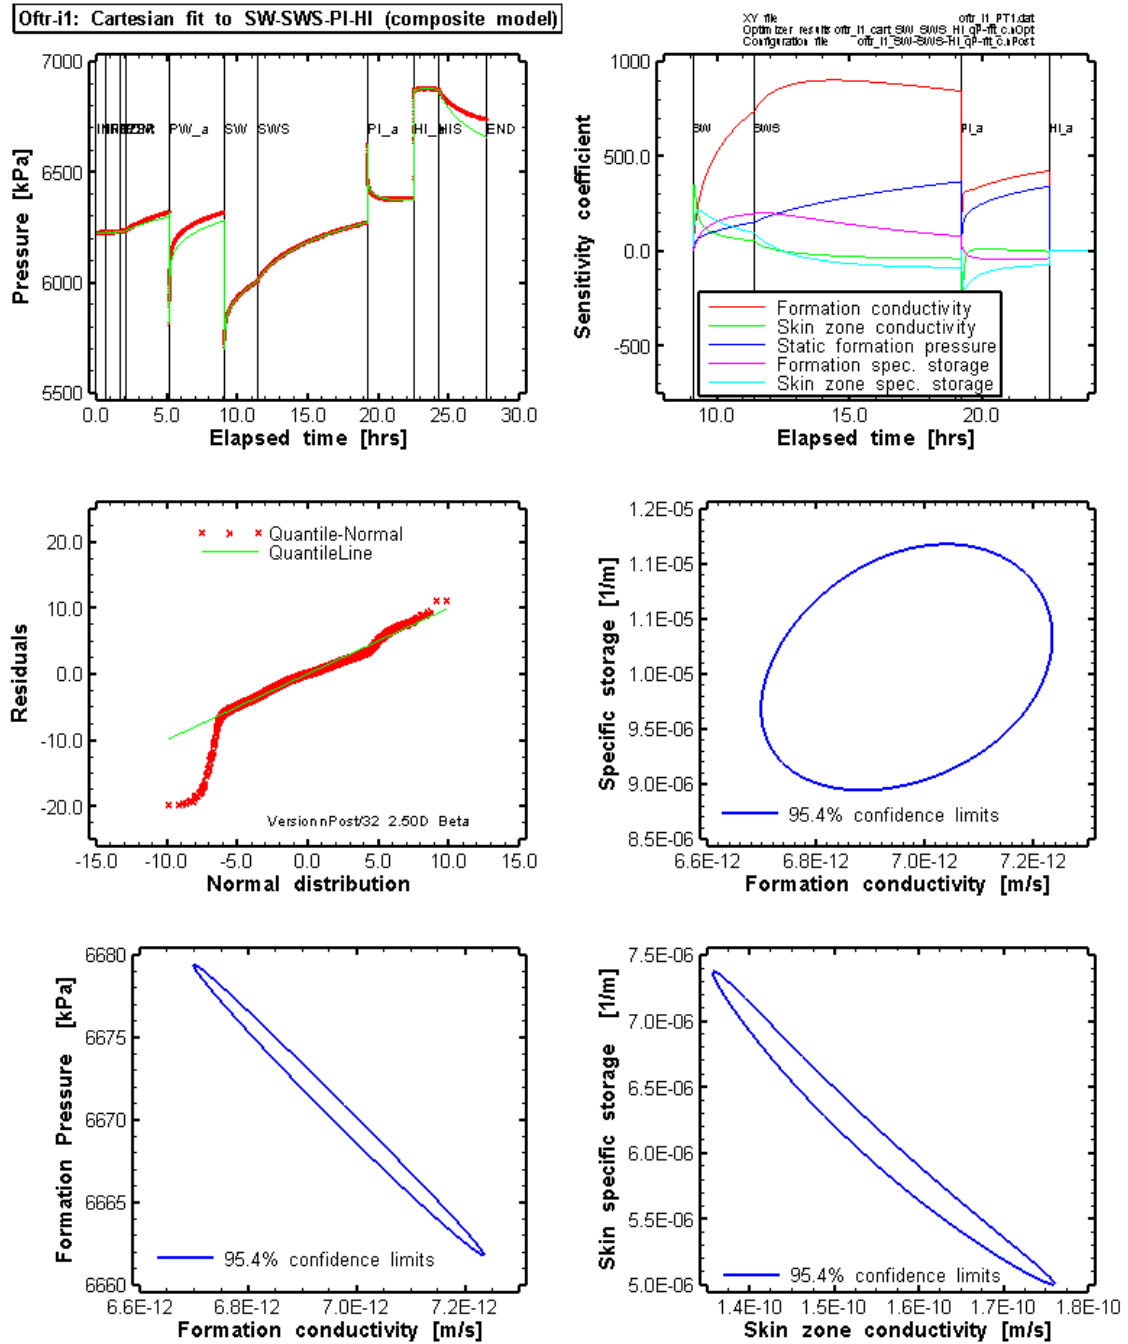 Oftr-i1: Cartesian fit to SW-SWS-PI-HI (composite model)
XY file oftr_i1_PT1.dat
Optimizer results oftr_i1_cart_SW_SWS_HI_qP-fit_c.nOpt
Configuration file oftr_i1_SW-SWS-HI_qP-fit_c.nPost
7000
6500
6000
5500
Pressure [kPa]
PW_a SW SWS PI_a HIS END
0.0 5.0 10.0 15.0 20.0 25.0 30.0
Elapsed time [hrs]
1000
500.0
0.0
-500
Sensitivity coefficient
SW SWS PI_a HI_a
Formation conductivity
Skin zone conductivity
Static formation pressure
Formation spec. storage
Skin zone spec. storage
10.0 15.0 20.0
Elapsed time [hrs]
20.0
10.0
0.0
-10.0
-20.0
Residuals
Quantile-Normal
QuantileLine
VersionnPost/32 2.50D Beta
-15.0 -10.0 -5.0 0.0 5.0 10.0 15.0
Normal distribution
1.2E-05
1.1E-05
1.1E-05
1.0E-05
9.5E-06
9.0E-06
8.5E-06
Specific storage [1/m]
95.4% confidence limits
6.6E-12 6.8E-12 7.0E-12 7.2E-12
Formation conductivity [m/s]
6680
6675
6670
6665
6660
Formation Pressure [kPa]
95.4% confidence limits
6.6E-12 6.8E-12 7.0E-12 7.2E-12
Formation conductivity [m/s]
7.5E-06
7.0E-06
6.5E-06
6.0E-06
5.5E-06
5.0E-06
Skin specific storage [1/m]
95.4% confidence limits
1.4E-10 1.5E-10 1.6E-10 1.7E-10 1.8E-10
Skin zone conductivity [m/s]